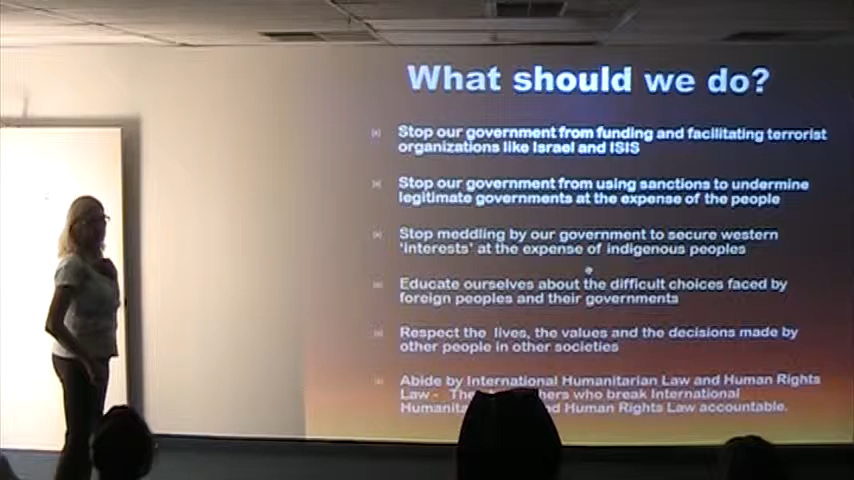 What should we do?
Stop our government from funding and facilitating terrorist
organizations like Israel and ISIS
Stop our government from using sanctions to undermine
legitimate governments at the expense of the people
Stop meddling by our government to secure western
'interests' at the expense of indigenous peoples
Educate ourselves about the difficult choices faced by
foreign peoples and their governments
Respect the lives, the values and the decisions made by
other people in other societies
Abide by International Humanitarian Law and Human Rights
Law - who break International
and Human Rights Law accountable.